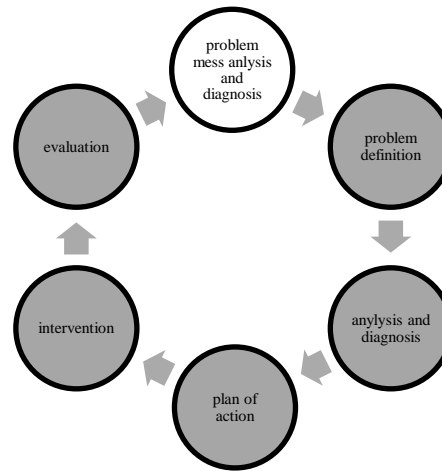 problem
mess anlysis
and
diagnosis
problem
definition
anylysis and
diagnosis
plan of
action
intervention
evaluation